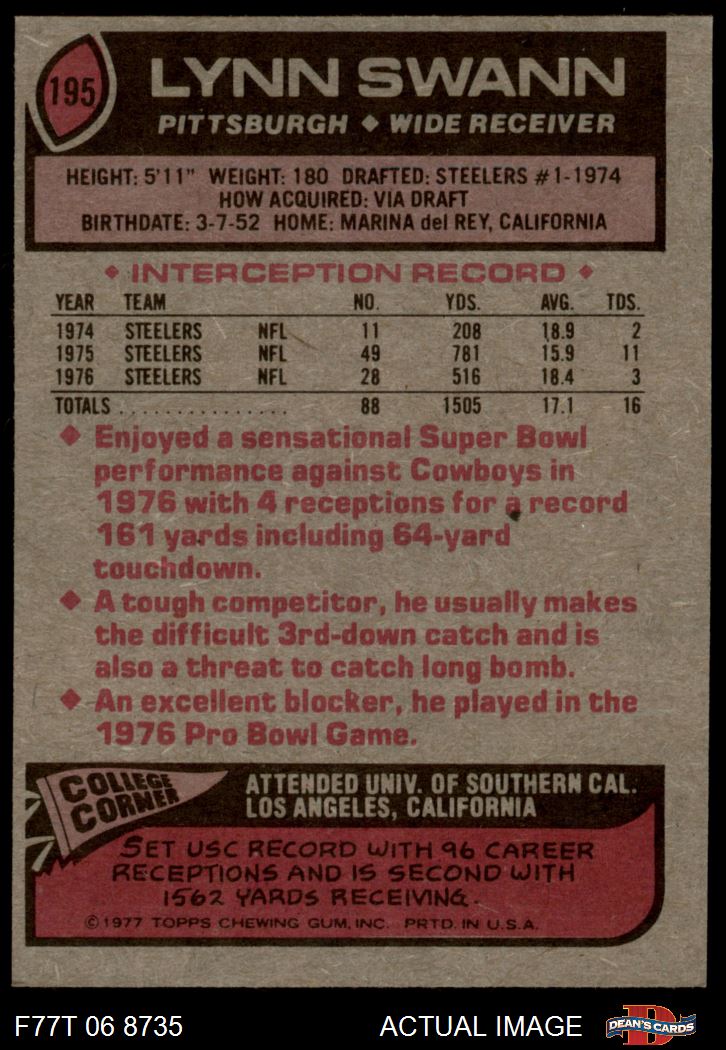 195
LYNN SWANN
PITTSBURGH ◆ WIDE RECEIVER
HEIGHT: 5'11" WEIGHT: 180 DRAFTED: STEELERS #1-1974
HOW ACQUIRED: VIA DRAFT
BIRTHDATE: 3-7-52 HOME: MARINA del REY, CALIFORNIA
◆ INTERCEPTION RECORD ◆
YEAR TEAM NO. YDS. AVG. TDS.
1974 STEELERS NFL 11 208 18.9 2
1975 STEELERS NFL 49 781 15.9 11
1976 STEELERS NFL 28 516 18.4 3
TOTALS . . . . . . . . . . . . . . . . 88 1505 17.1 16
◆ Enjoyed a sensational Super Bowl
performance against Cowboys in
1976 with 4 receptions for a record
161 yards including 64-yard
touchdown.
◆ A tough competitor, he usually makes
the difficult 3rd-down catch and is
also a threat to catch long bomb.
◆ An excellent blocker, he played in the
1976 Pro Bowl Game.
COLLEGE
CORNER
ATTENDED UNIV. OF SOUTHERN CAL.
LOS ANGELES, CALIFORNIA
SET USC RECORD WITH 96 CAREER
RECEPTIONS AND IS SECOND WITH
1562 YARDS RECEIVING.
© 1977 TOPPS CHEWING GUM, INC. PRTD. IN U.S.A.
F77T 06 8735 ACTUAL IMAGE DEAN'S CARDS